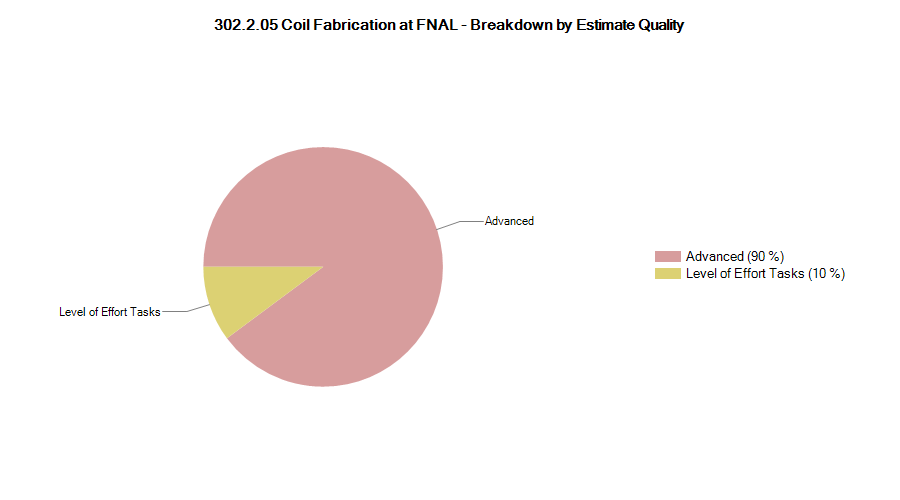 302.2.05 Coil Fabrication at FNAL - Breakdown by Estimate Quality
Advanced
Advanced (90 %)
Level of Effort Tasks (10 %)
Level of Effort Tasks